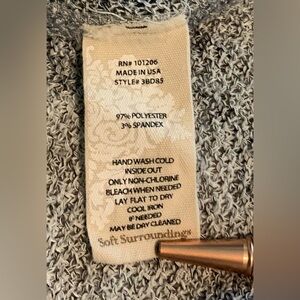 RN# 101206
MADE IN USA
STYLE# 3BD85
97% POLYESTER
3% SPANDEX
HAND WASH COLD
INSIDE OUT
ONLY NON-CHLORINE
BLEACH WHEN NEEDED
LAY FLAT TO DRY
COOL IRON
IF NEEDED
MAY BE DRY CLEANED
Soft Surroundings